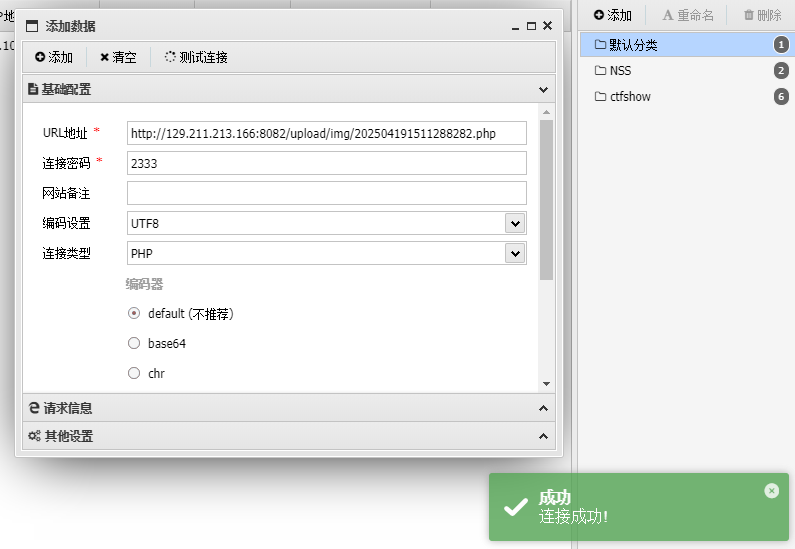 P地
.10
添加数据
添加
清空
测试连接
基础配置
URL地址 *
http://129.211.213.166:8082/upload/img/202504191511288282.php
连接密码 *
2333
网站备注
编码设置
UTF8
连接类型
PHP
编码器
default (不推荐)
base64
chr
请求信息
其他设置
添加
重命名
删除
默认分类 1
NSS 2
ctfshow 6
成功
连接成功!